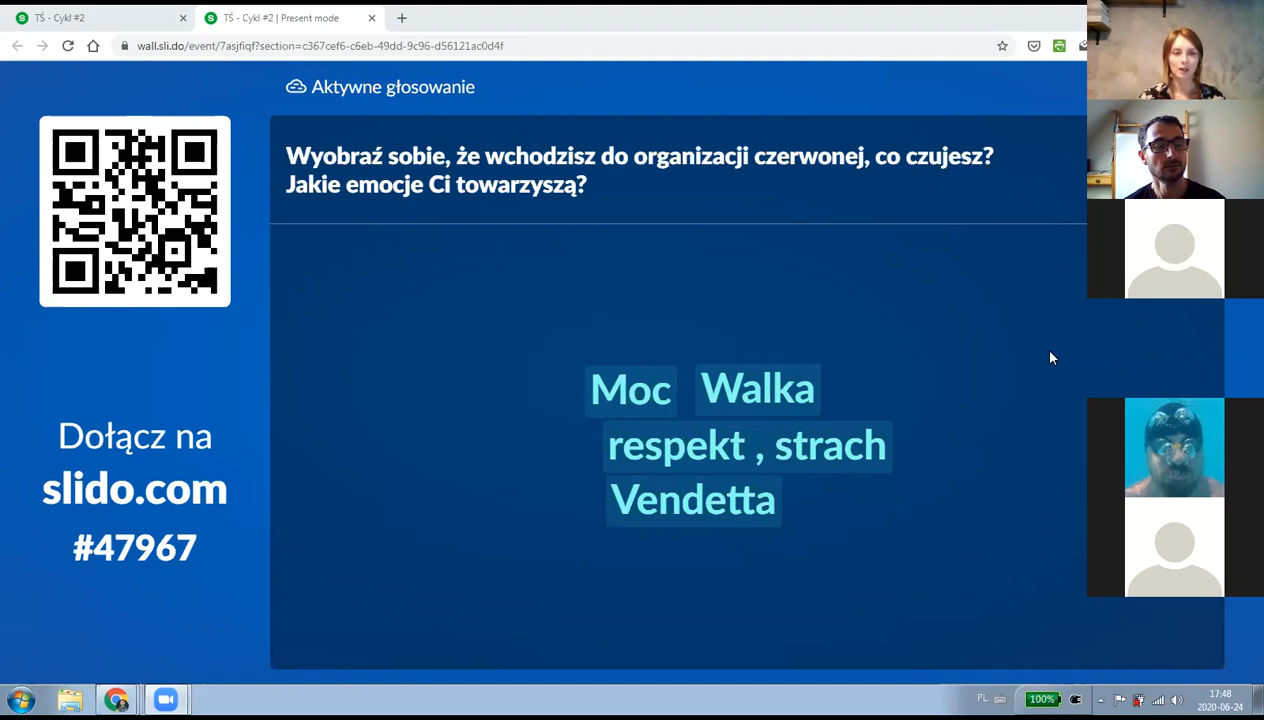 TŚ - Cykl #2
TŚ - Cykl #2 | Present mode
wall.sli.do/event/7asjfiqf?section=c367cef6-c6eb-49dd-9c96-d56121ac0d4f
Aktywne głosowanie
Wyobraź sobie, że wchodzisz do organizacji czerwonej, co czujesz?
Jakie emocje Ci towarzyszą?
Moc
Walka
respekt , strach
Vendetta
Dołącz na
slido.com
#47967
PL
100%
17:48
2020-06-24